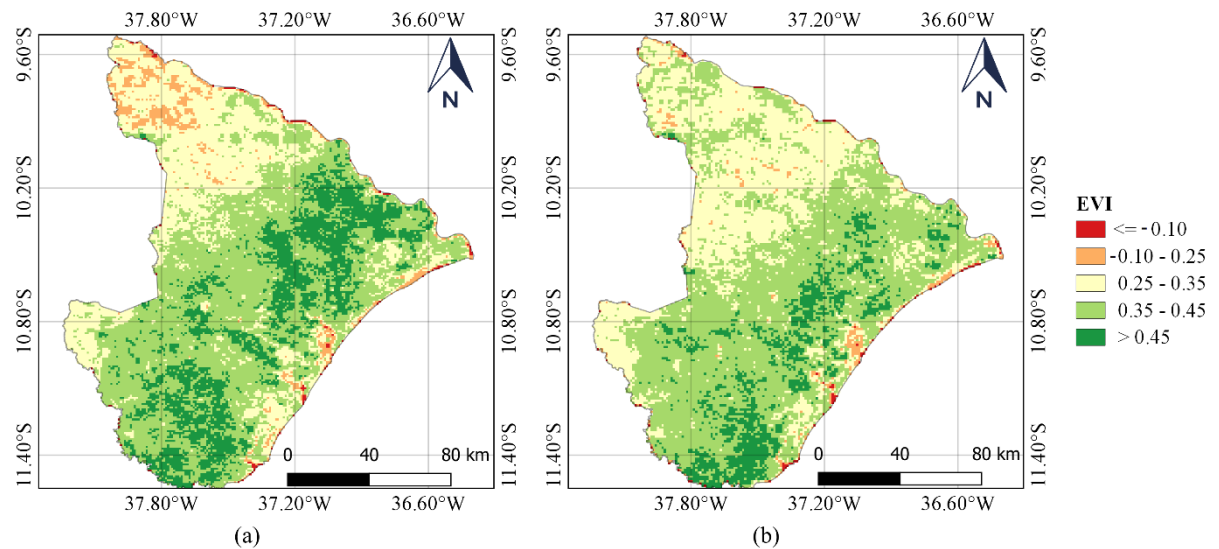 37.80°W 37.20°W 36.60°W 37.80°W 37.20°W 36.60°W
9.60°S 9.60°S 9.60°S 9.60°S
N N
10.20°S 10.20°S 10.20°S 10.20°S
EVI
<= -0.10
-0.10 - 0.25
0.25 - 0.35
0.35 - 0.45
> 0.45
10.80°S 10.80°S 10.80°S 10.80°S
11.40°S 11.40°S 11.40°S 11.40°S
0 40 80 km 0 40 80 km
37.80°W 37.20°W 36.60°W 37.80°W 37.20°W 36.60°W
(a) (b)